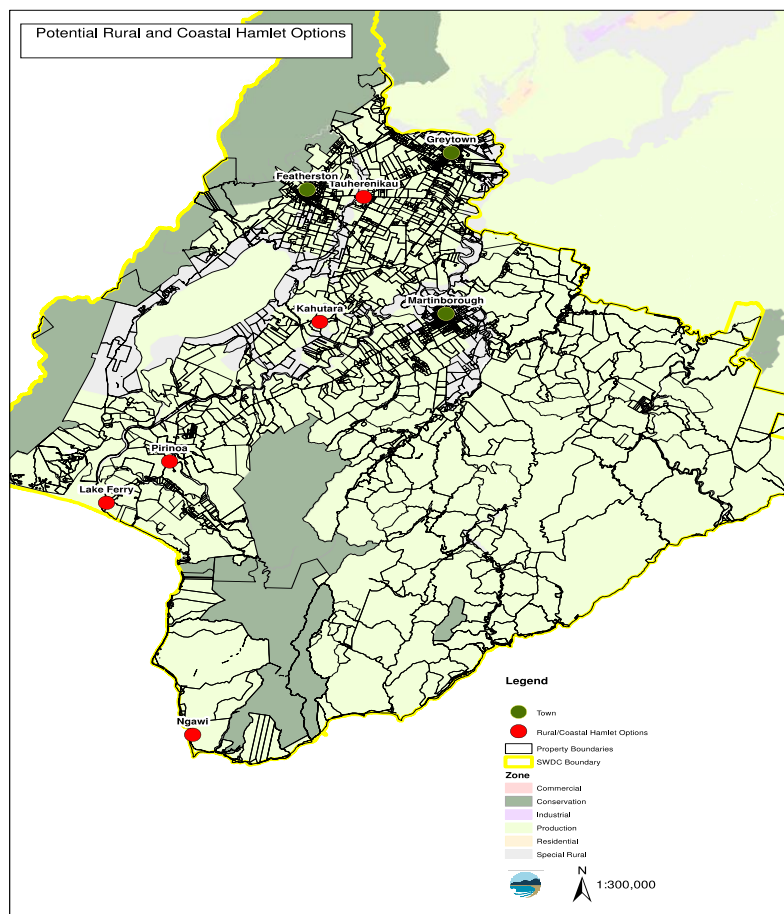 Potential Rural and Coastal Hamlet Options
Greytown
Featherston
Tauherenikau
Martinborough
Kahutara
Pirinoa
Lake Ferry
Ngawi
Legend
Town
Rural/Coastal Hamlet Options
Property Boundaries
SWDC Boundary
Zone
Commercial
Conservation
Industrial
Production
Residential
Special Rural
N
1:300,000